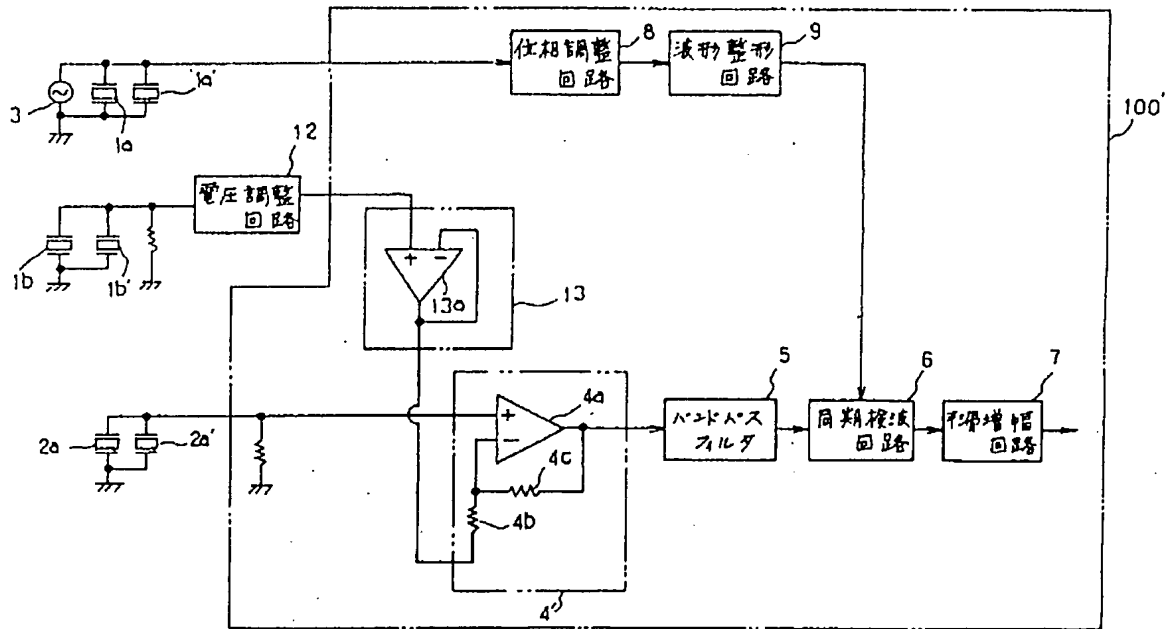 8
位相調整
回路
9
波形整形
回路
100'
3
1a
1a'
12
電圧調整
回路
1b
1b'
+
−
13a
13
2a
2a'
4a
+
−
4c
4b
4'
5
バンドパス
フィルタ
6
同期検波
回路
7
平滑増幅
回路